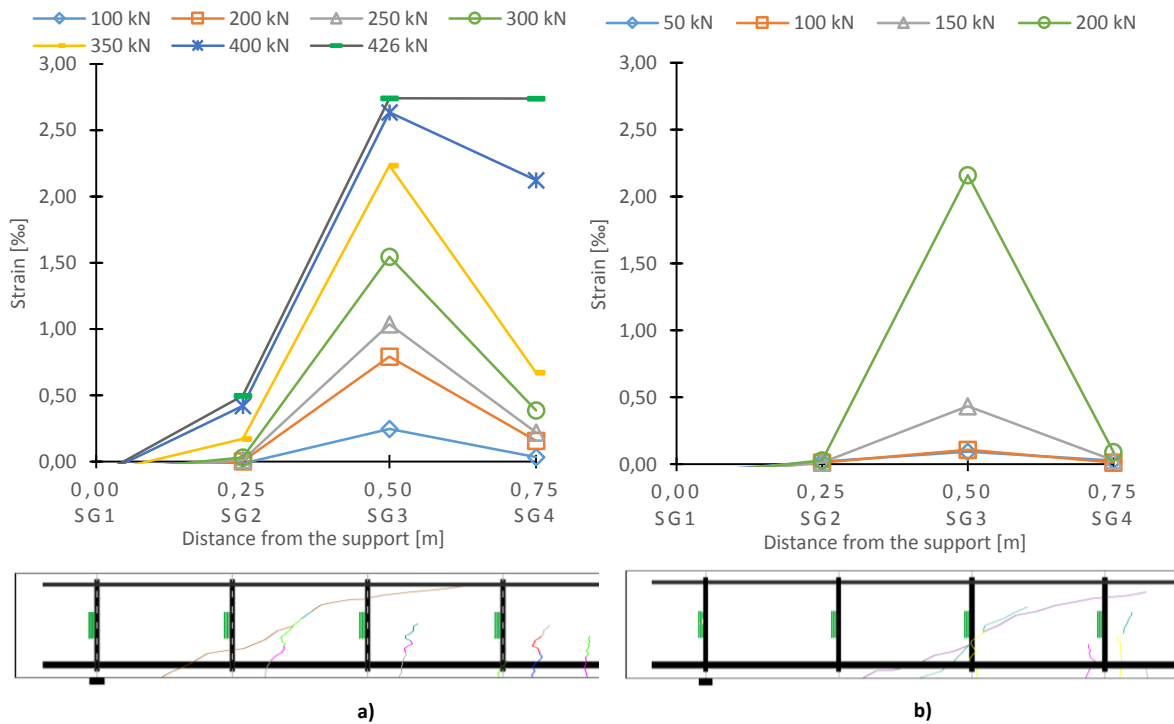 100 kN 200 kN 250 kN 300 kN
350 kN 400 kN 426 kN
3,00
2,50
2,00
1,50
1,00
0,50
0,00
Strain [‰]
0,00 0,25 0,50 0,75
SG1 SG2 SG3 SG4
Distance from the support [m]
a)
50 kN 100 kN 150 kN 200 kN
3,00
2,50
2,00
1,50
1,00
0,50
0,00
Strain [‰]
0,00 0,25 0,50 0,75
SG1 SG2 SG3 SG4
Distance from the support [m]
b)